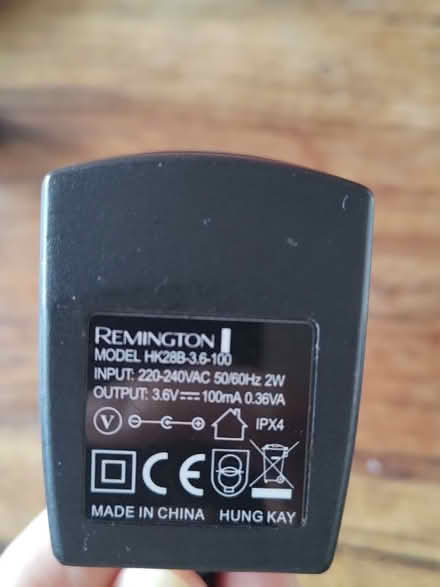 REMINGTON
MODEL HK28B-3.6-100
INPUT: 220-240VAC 50/60Hz 2W
OUTPUT: 3.6V⎓100mA 0.36VA
V IPX4
CE
MADE IN CHINA HUNG KAY